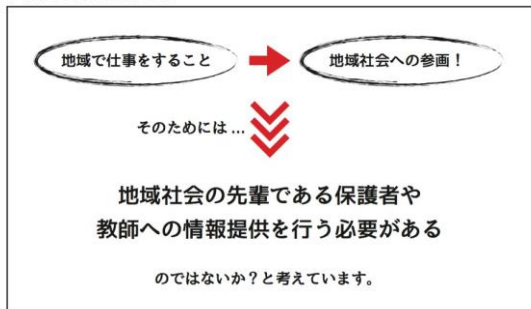 地域で仕事をすること
地域社会への参画！
そのためには...
地域社会の先輩である保護者や
教師への情報提供を行う必要がある
のではないか？と考えています。